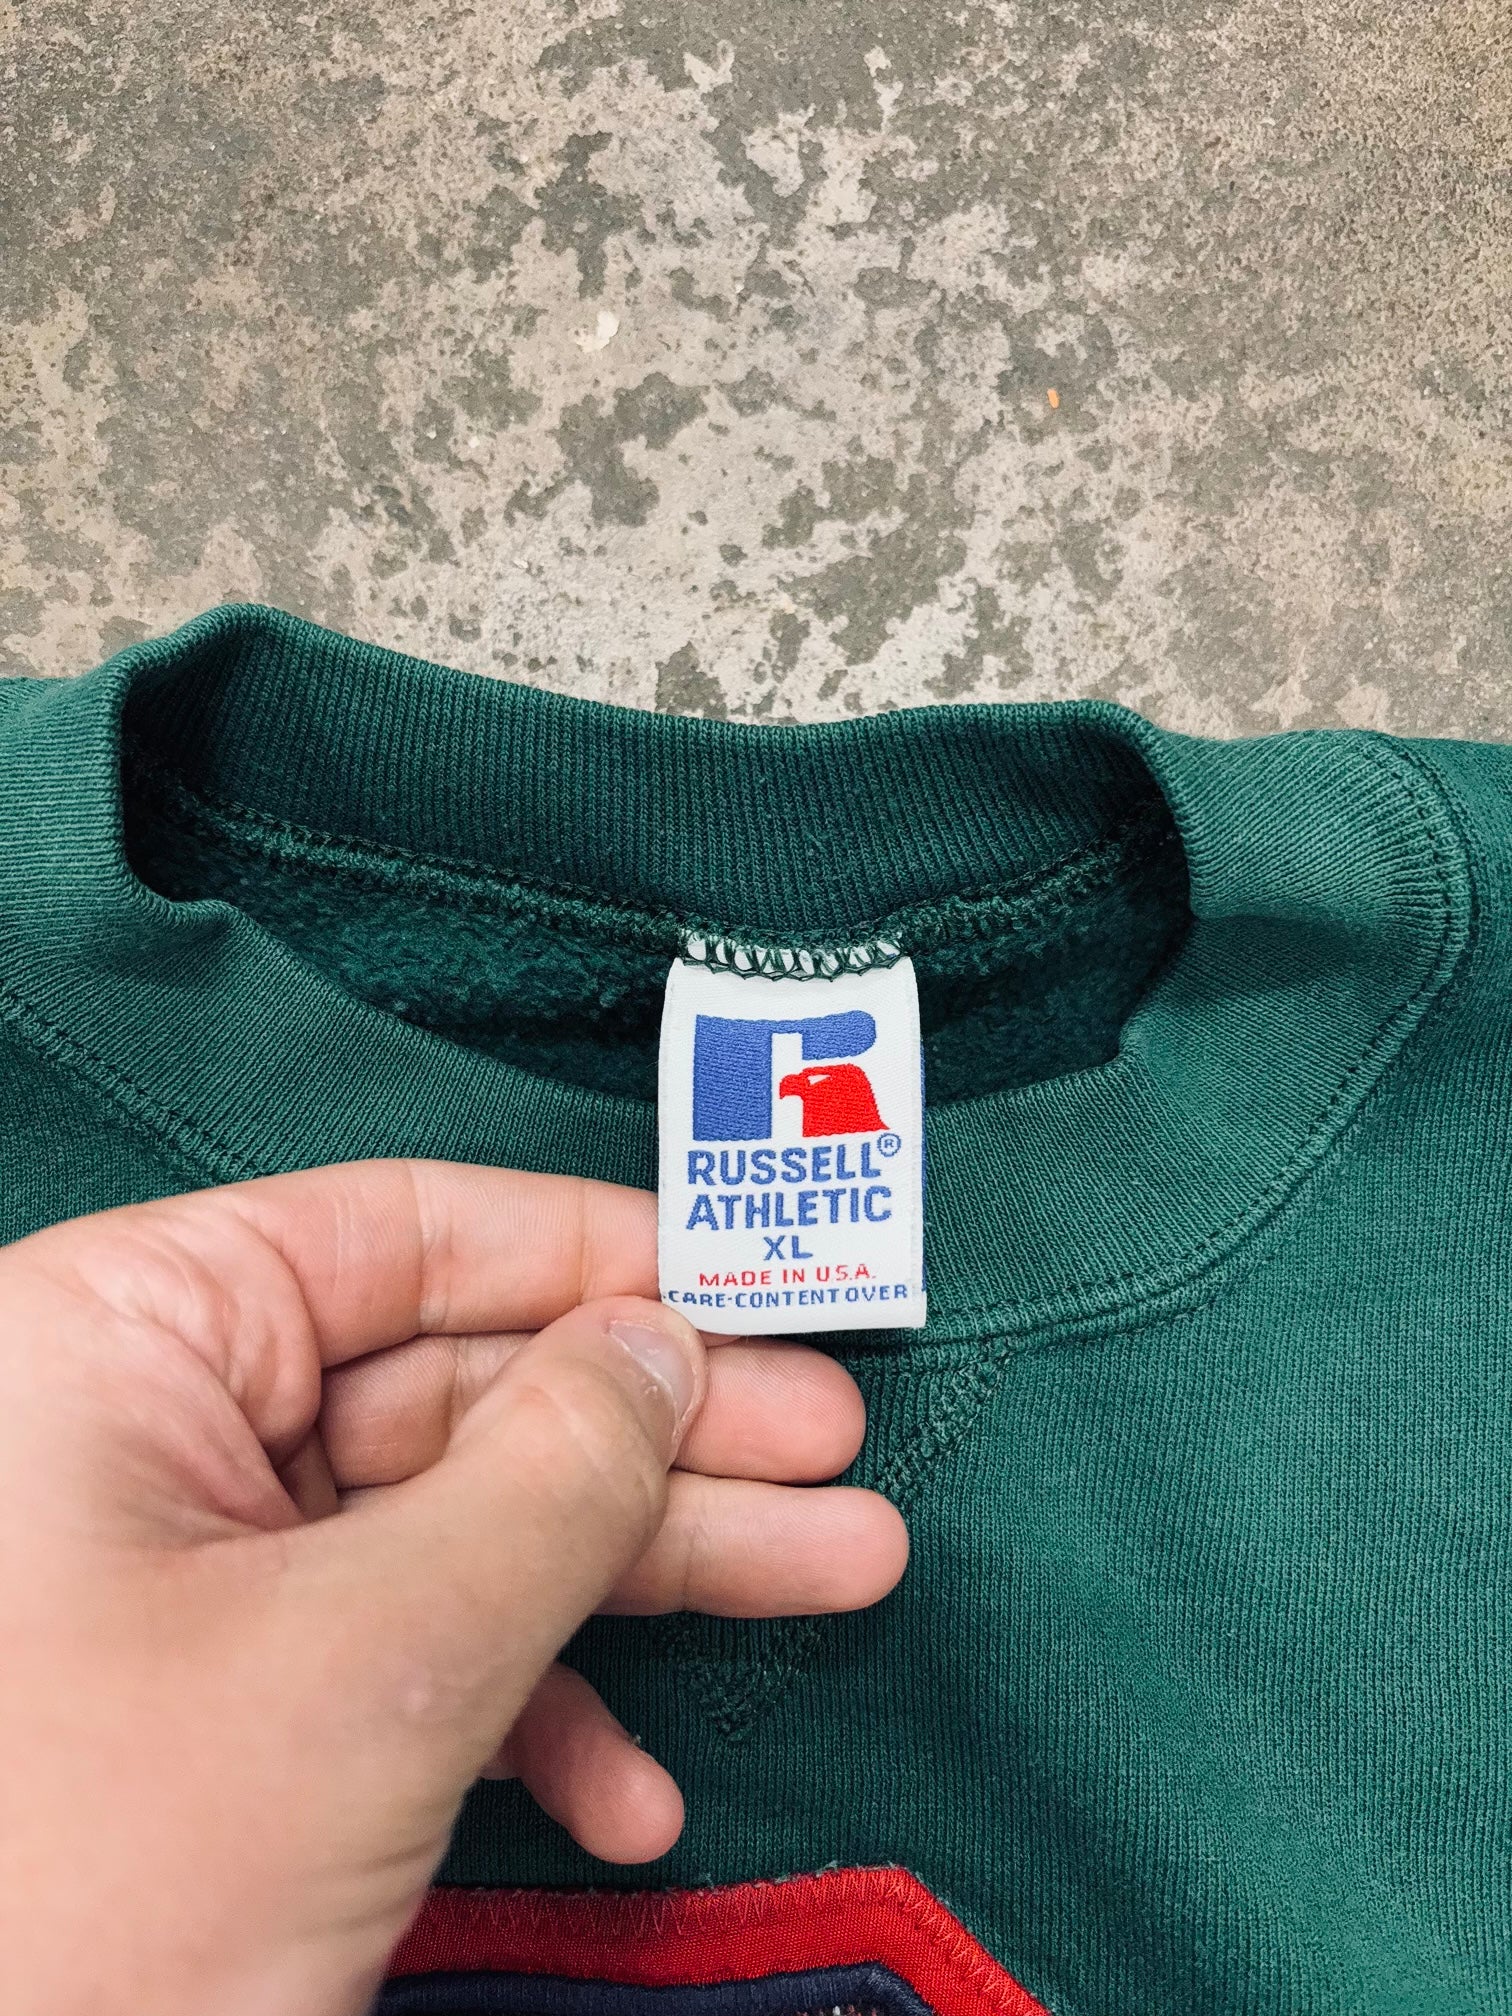 RUSSELL®
ATHLETIC
XL
MADE IN U.S.A.
-CARE-CONTENT OVER